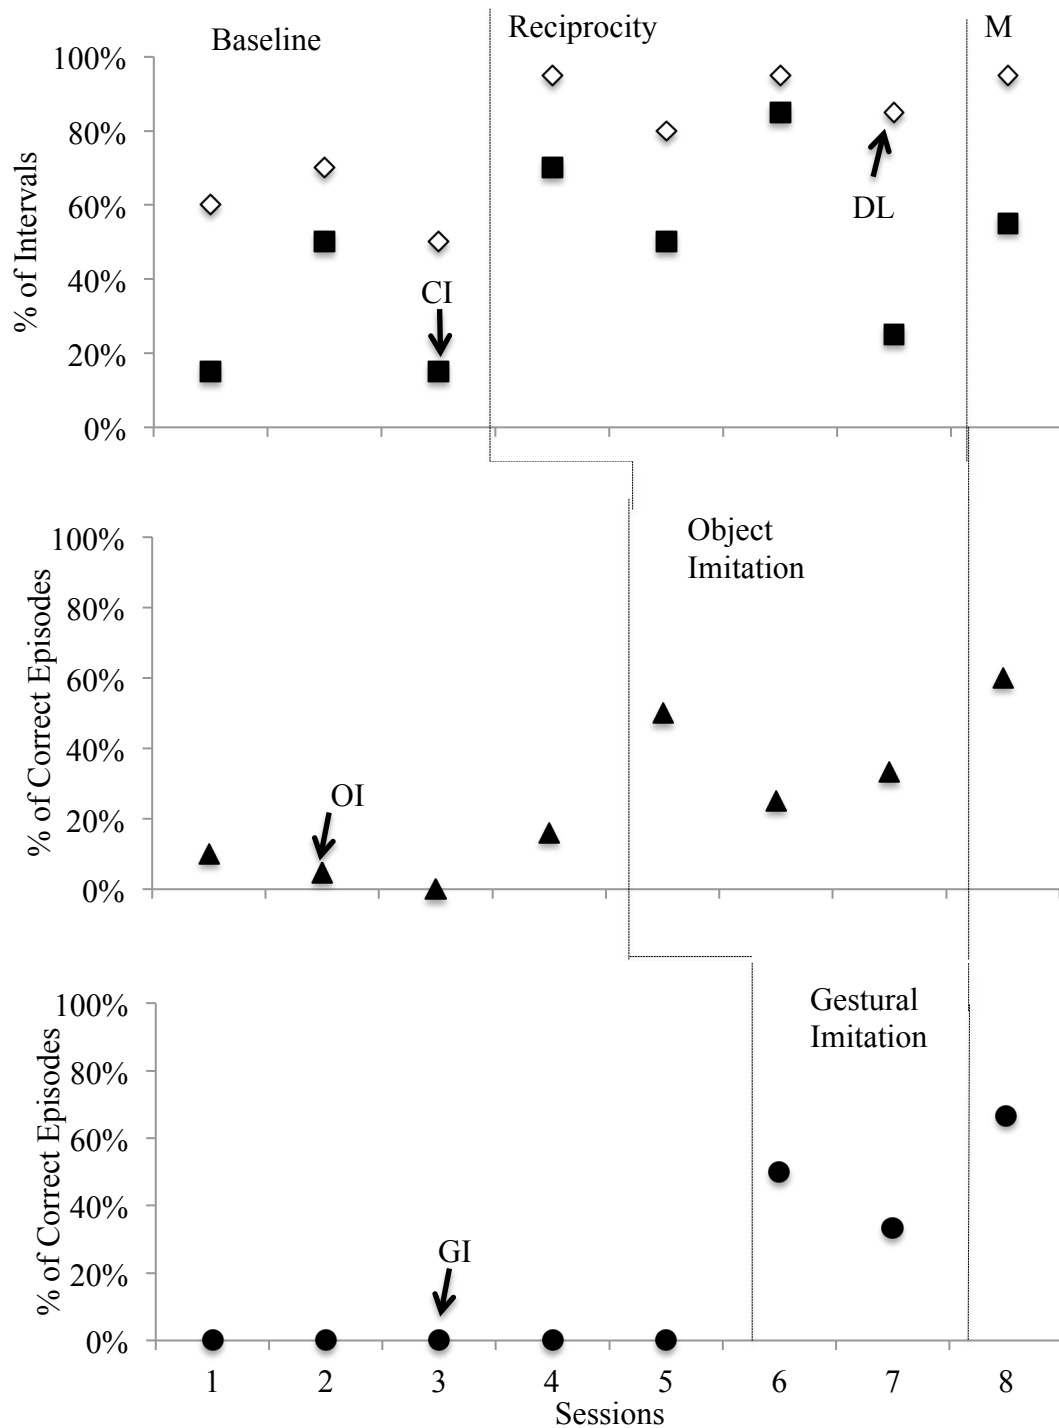 Baseline
Reciprocity
M
% of Intervals
100%
80%
60%
40%
20%
0%
CI
DL
% of Correct Episodes
100%
80%
60%
40%
20%
0%
Object
Imitation
OI
% of Correct Episodes
100%
80%
60%
40%
20%
0%
Gestural
Imitation
GI
1 2 3 4 5 6 7 8
Sessions